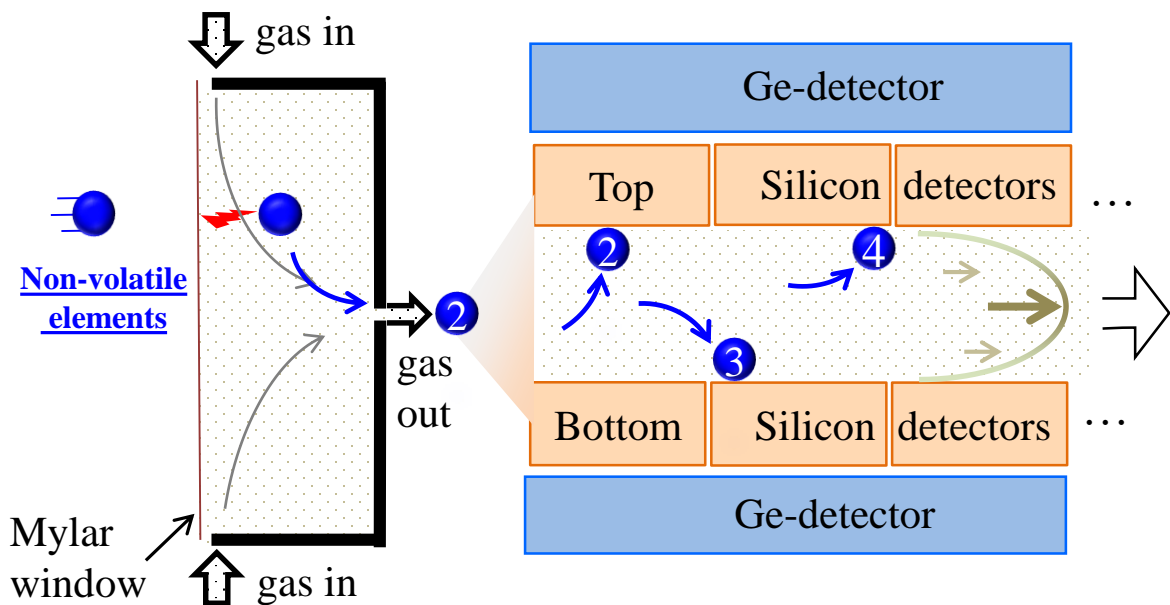 gas in
Ge-detector
Top
Silicon
detectors
...
2
4
Non-volatile
elements
2
3
gas
out
Bottom
Silicon
detectors
...
Mylar
window
gas in
Ge-detector